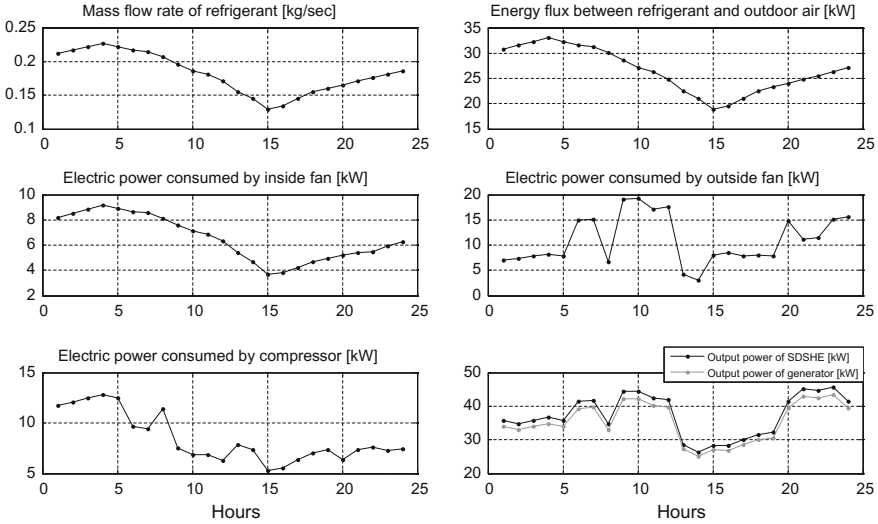 Mass flow rate of refrigerant [kg/sec]
0.25
0.2
0.15
0.1
0 5 10 15 20 25
Energy flux between refrigerant and outdoor air [kW]
35
30
25
20
15
0 5 10 15 20 25
Electric power consumed by inside fan [kW]
10
8
6
4
2
0 5 10 15 20 25
Electric power consumed by outside fan [kW]
20
15
10
5
0
0 5 10 15 20 25
Electric power consumed by compressor [kW]
15
10
5
0 5 10 15 20 25
Hours
Output power of SDSHE [kW]
Output power of generator [kW]
50
40
30
20
0 5 10 15 20 25
Hours